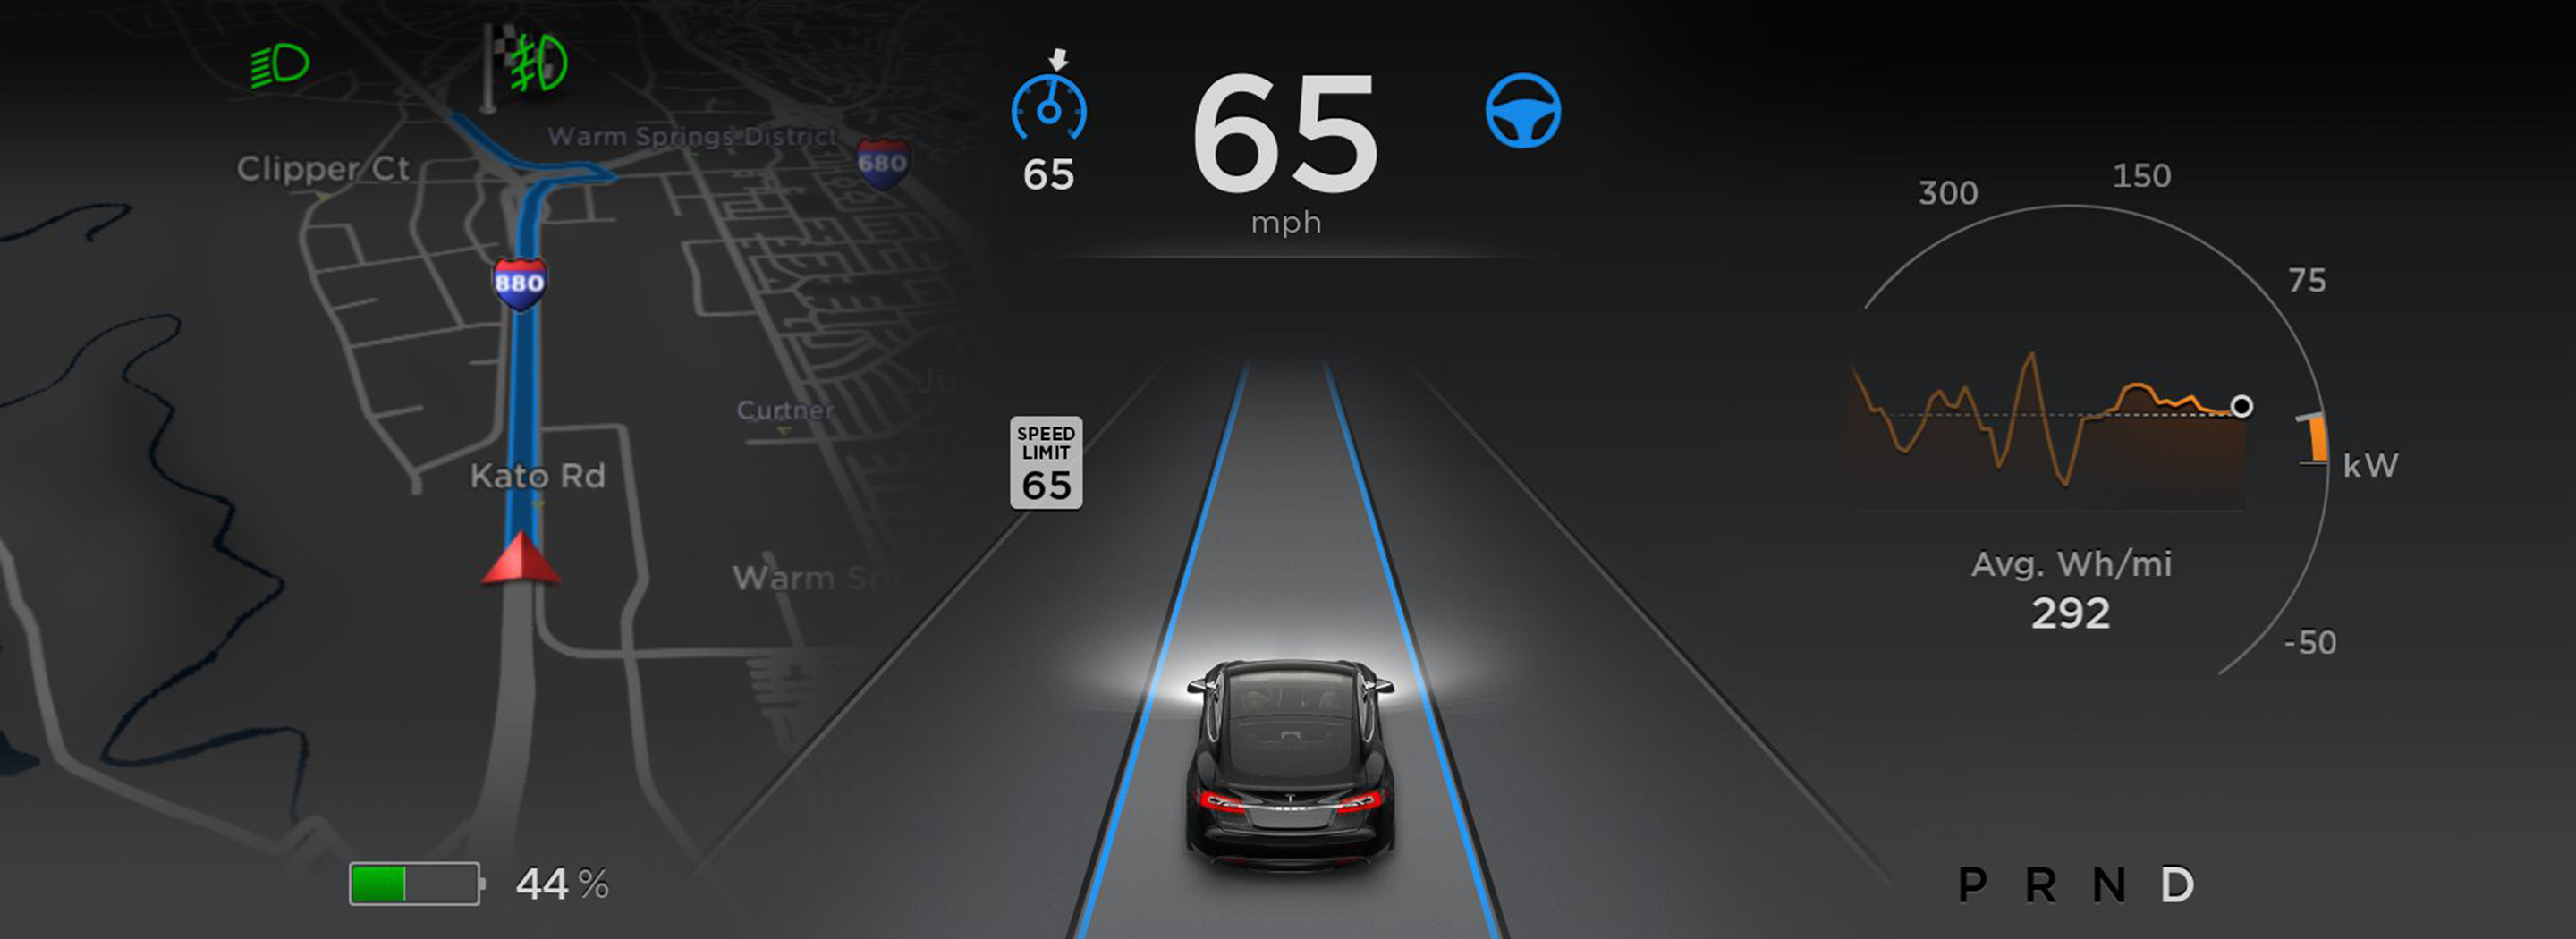 Warm Springs District
680
Clipper Ct
880
Curtner
Kato Rd
Warm Sp
44 %
65
65
mph
SPEED
LIMIT
65
300
150
75
kW
-50
Avg. Wh/mi
292
P R N D